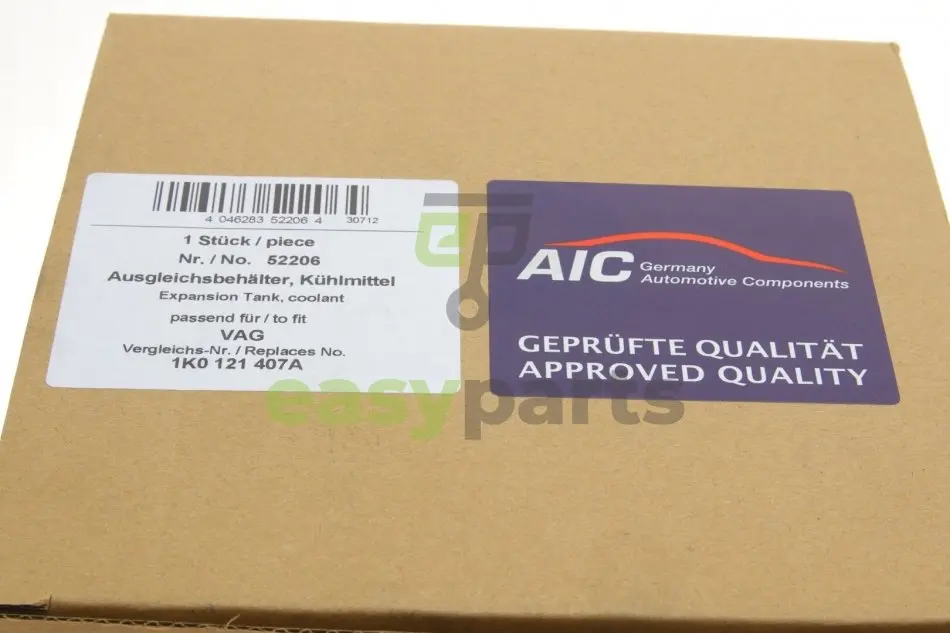 4 046283 52206 4 30712
1 Stück / piece
Nr. / No. 52206
Ausgleichsbehälter, Kühlmittel
Expansion Tank, coolant
passend für / to fit
VAG
Vergleichs-Nr. / Replaces No.
1K0 121 407A
AIC Germany
Automotive Components
GEPRÜFTE QUALITÄT
APPROVED QUALITY
ep
easyparts